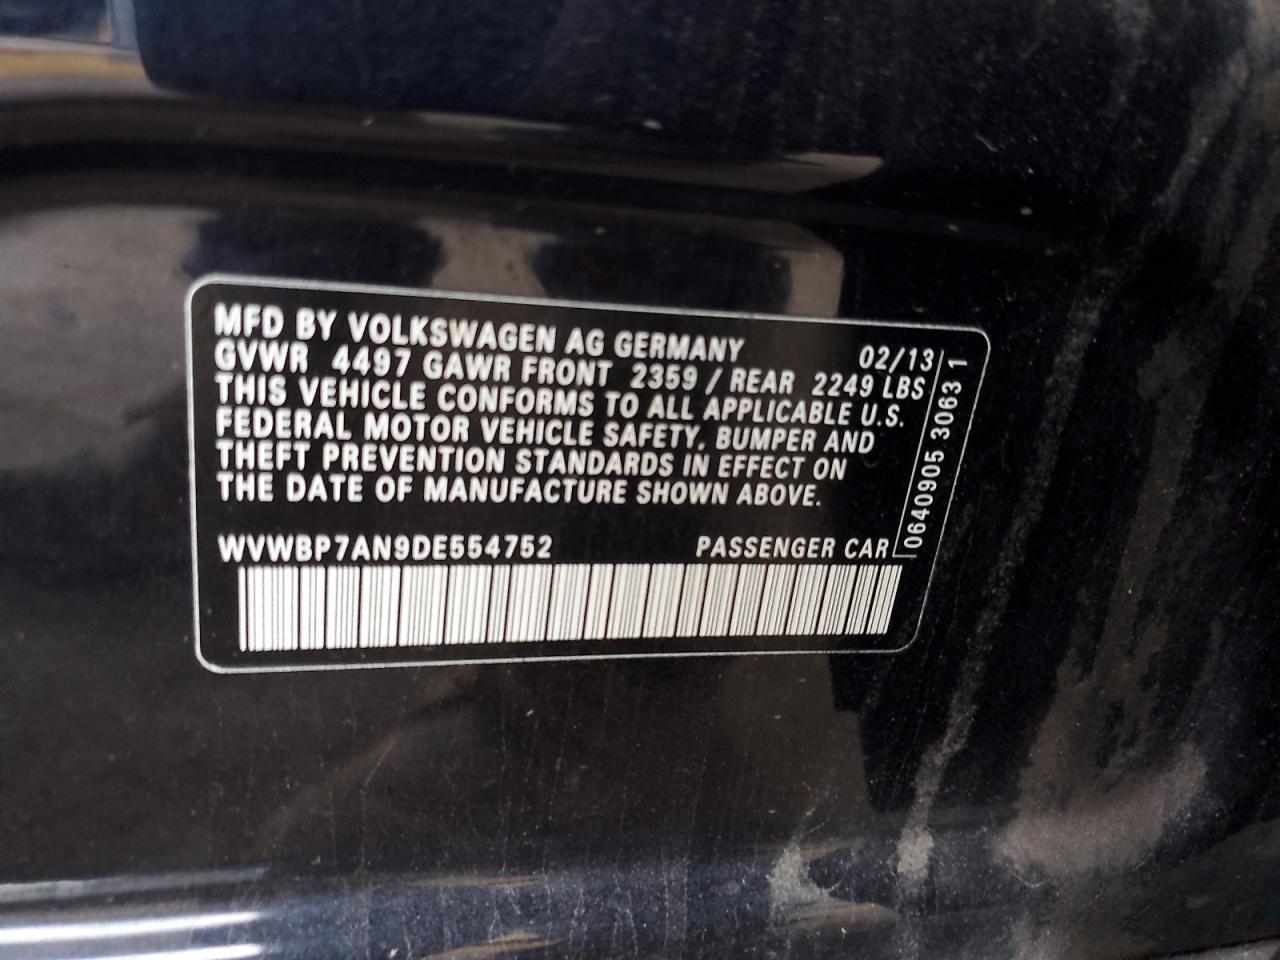 MFD BY VOLKSWAGEN AG GERMANY 02/13
GVWR 4497 GAWR FRONT 2359 / REAR 2249 LBS
THIS VEHICLE CONFORMS TO ALL APPLICABLE U.S.
FEDERAL MOTOR VEHICLE SAFETY, BUMPER AND
THEFT PREVENTION STANDARDS IN EFFECT ON
THE DATE OF MANUFACTURE SHOWN ABOVE.
WVWBP7AN9DE554752 PASSENGER CAR
0640905 3063 1